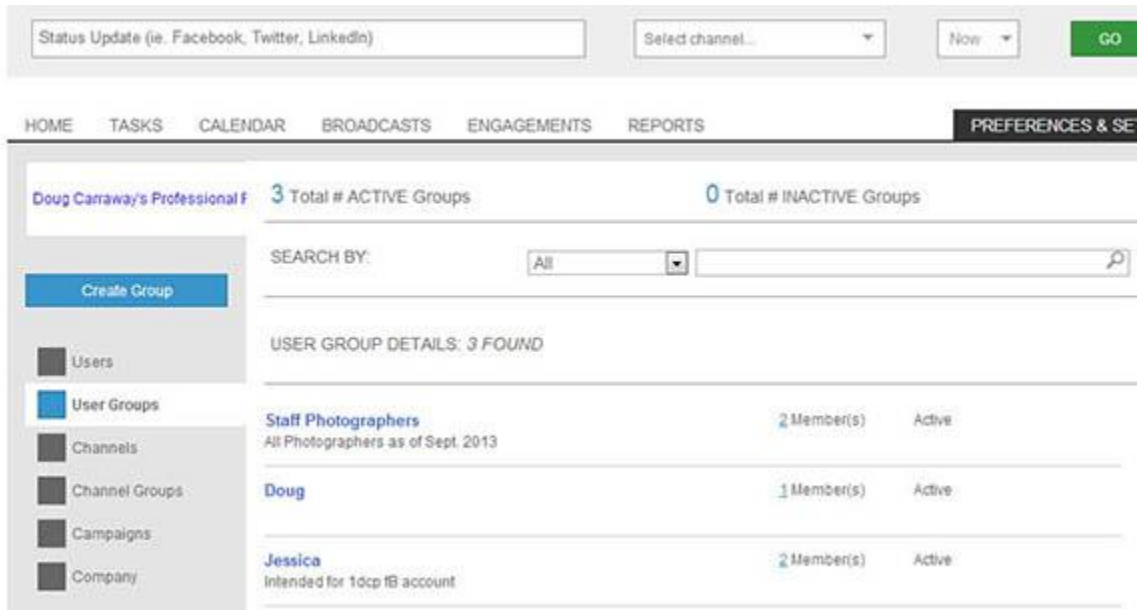 Status Update (ie. Facebook, Twitter, LinkedIn) Select channel... Now GO
HOME TASKS CALENDAR BROADCASTS ENGAGEMENTS REPORTS PREFERENCES & SE
Doug Carraway's Professional
3 Total # ACTIVE Groups 0 Total # INACTIVE Groups
SEARCH BY: All
Create Group
USER GROUP DETAILS: 3 FOUND
Users
User Groups
Channels
Channel Groups
Campaigns
Company
Staff Photographers 2 Member(s) Active
All Photographers as of Sept. 2013
Doug 1 Member(s) Active
Jessica 2 Member(s) Active
Intended for 1dcp fB account